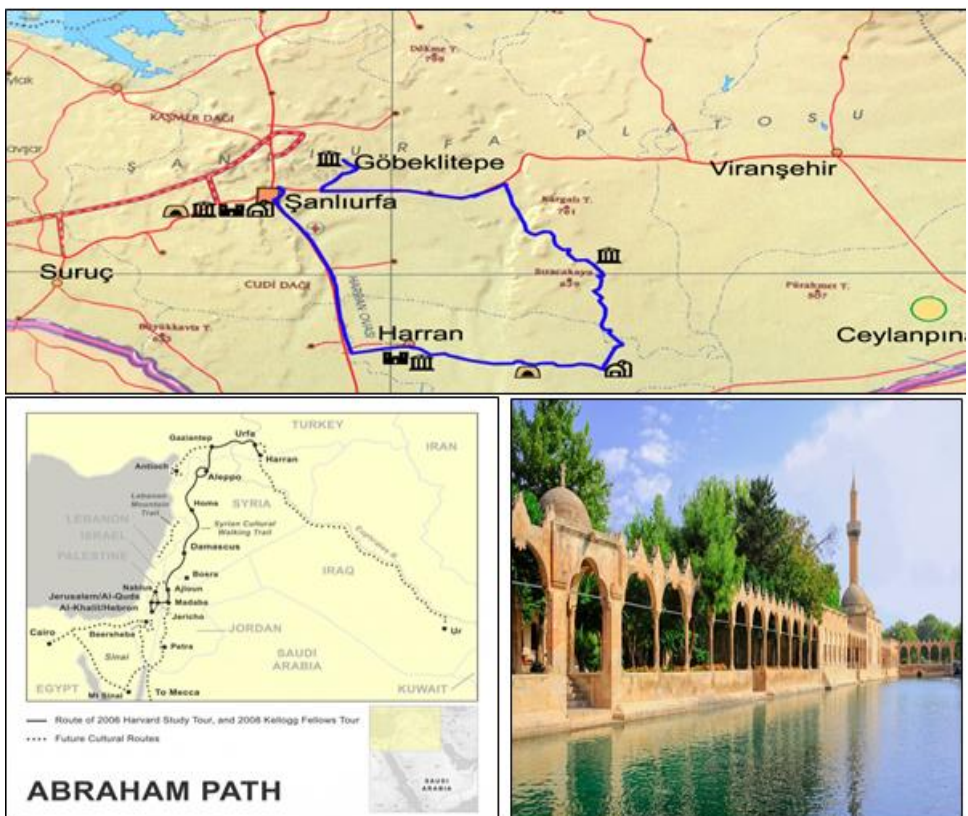 Dökme T.
KAŞMER DAĞI
Ş A N L I U R F A P L A T O S U
Göbeklitepe
Viranşehir
Şanlıurfa
Suruç
CUDİ DAĞI
HARRAN OVASI
Harran
Ceylanpına
TURKEY
Gaziantep
Urfa
Harran
IRAN
Antioch
Aleppo
Lebanon
Mountain
Trail
SYRIA
Homs
LEBANON
Syrian Cultural
Walking Trail
ISRAEL
Damascus
Euphrates R.
PALESTINE
IRAQ
Bosra
Nablus
Ajloun
Jerusalem/Al-Quds
Madaba
Al-Khalil/Hebron
Jericho
Ur
Beersheba
JORDAN
Cairo
Sinai
Petra
SAUDI
ARABIA
EGYPT
Mt Sinai
To Mecca
KUWAIT
Route of 2006 Harvard Study Tour, and 2008 Kellogg Fellows Tour
Future Cultural Routes
ABRAHAM PATH
SAUDI
ARABIA